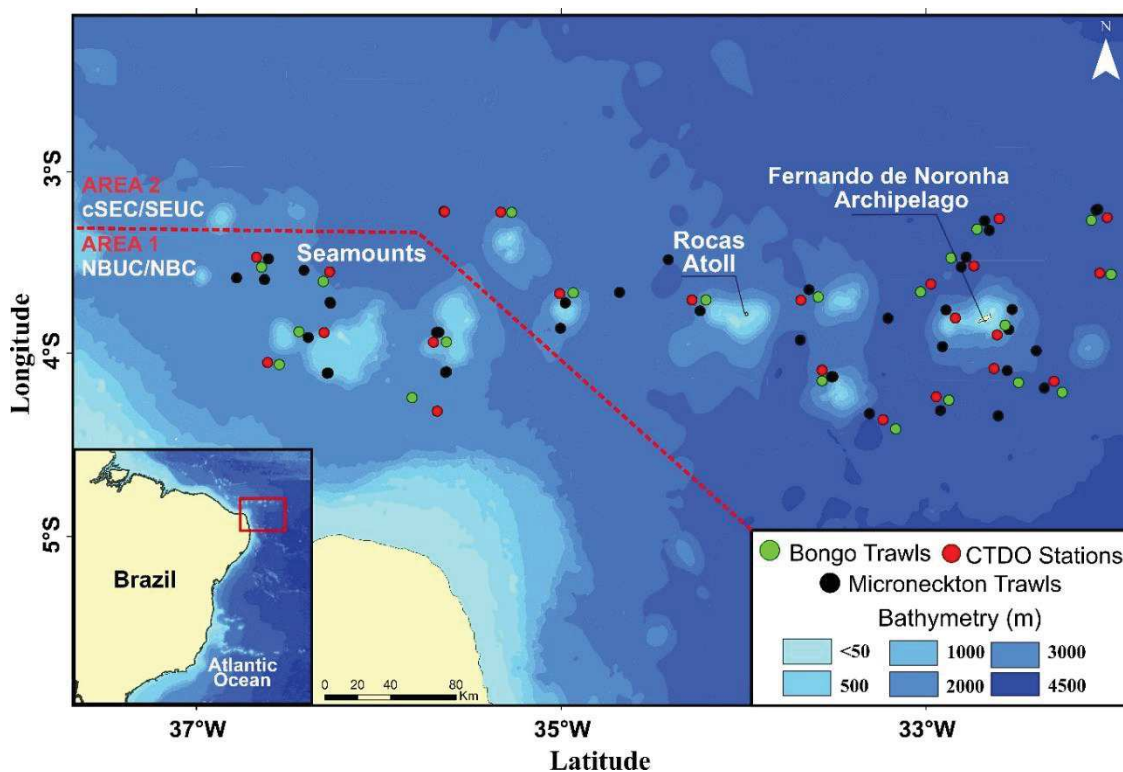 N
3°S
AREA 2
cSEC/SEUC
AREA 1
NBUC/NBC
Seamounts
Fernando de Noronha
Archipelago
Rocas
Atoll
4°S
Longitude
5°S
Brazil
Atlantic
Ocean
0 20 40 80
Km
Bongo Trawls
CTDO Stations
Microneckton Trawls
Bathymetry (m)
<50
1000
3000
500
2000
4500
37°W
35°W
33°W
Latitude